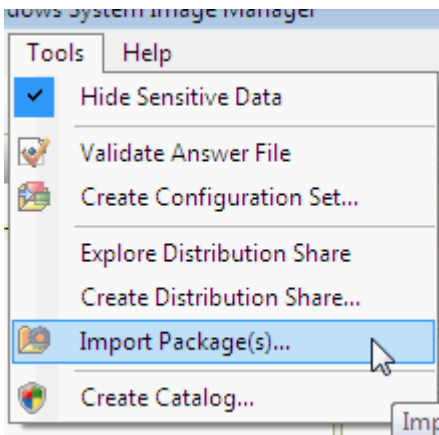 Tools Help
Hide Sensitive Data
Validate Answer File
Create Configuration Set...
Explore Distribution Share
Create Distribution Share...
Import Package(s)...
Create Catalog...